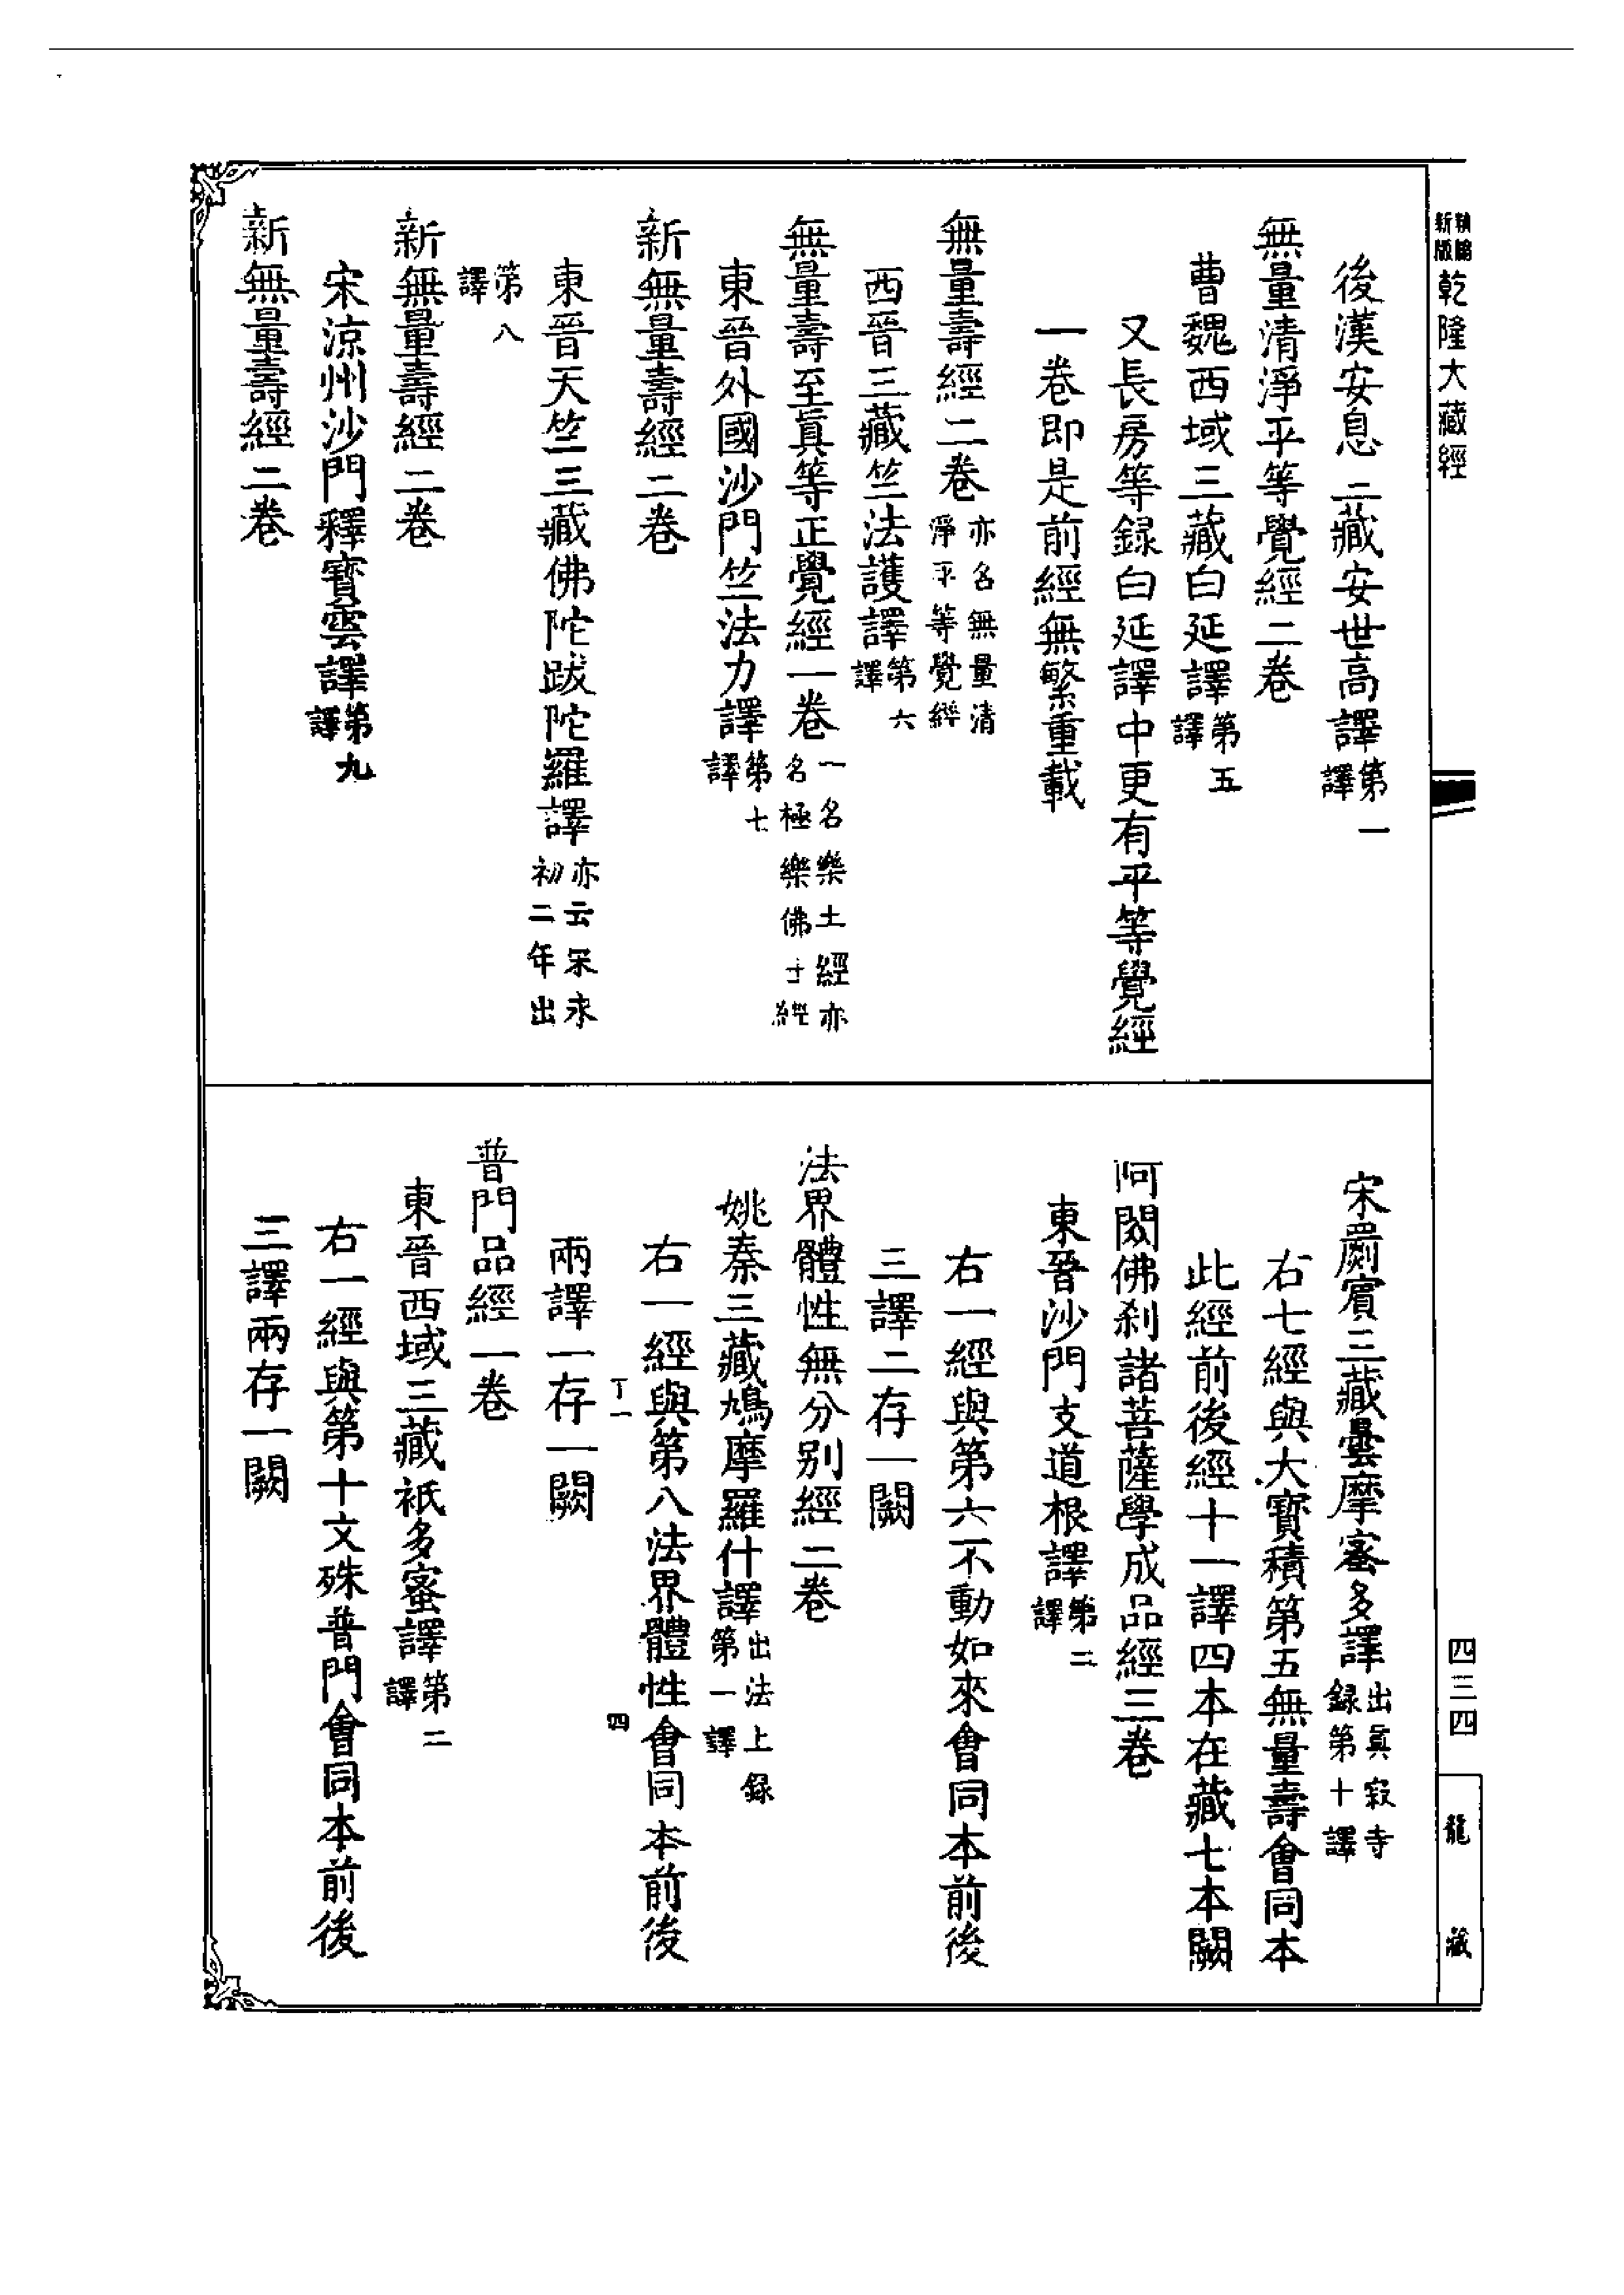 新編
新版
乾隆大藏經
後漢安息三藏安世高譯第一譯
無量清淨平等覺經二卷
曹魏西域三藏白延譯第五譯
又長房等録白延譯中更有平等覺經
一卷即是前經無繁重載
無量壽經二卷亦名無量清淨平等覺經
西晉三藏竺法護譯第六譯
無量壽至眞等正覺經一卷一名樂土經亦名極樂佛土經
東晉外國沙門竺法力譯第七譯
新無量壽經二卷
東晉天竺三藏佛陀跋陀羅譯亦云宋永初二年出
第八譯
新無量壽經二卷
宋涼州沙門釋寶雲譯第九譯
新無量壽經二卷
宋罽賓三藏曇摩蜜多譯出眞寂寺録第十譯
右七經與大寶積第五無量壽會同本
此經前後經十一譯四本在藏七本闕
阿閦佛刹諸菩薩學成品經三卷
東晉沙門支道根譯第二譯
右一經與第六不動如來會同本前後
三譯二存一闕
法界體性無分別經二卷
姚秦三藏鳩摩羅什譯出法上録第一譯
右一經與第八法界體性會同本前後
丁一
四
兩譯一存一闕
普門品經一卷
東晉西域三藏祇多蜜譯第二譯
右一經與第十文殊普門會同本前後
三譯兩存一闕
四三四
龍藏